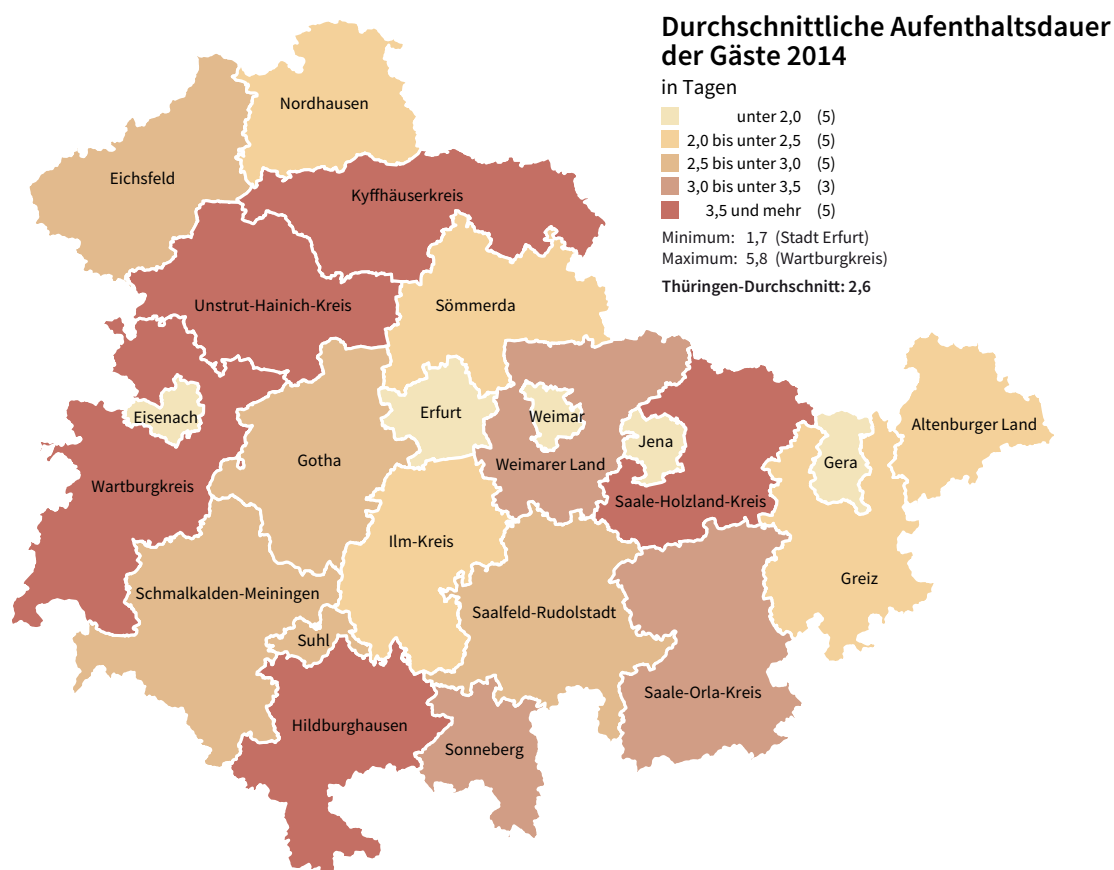 Durchschnittliche Aufenthaltsdauer
der Gäste 2014
in Tagen
unter 2,0 (5)
2,0 bis unter 2,5 (5)
2,5 bis unter 3,0 (5)
3,0 bis unter 3,5 (3)
3,5 und mehr (5)
Minimum: 1,7 (Stadt Erfurt)
Maximum: 5,8 (Wartburgkreis)
Thüringen-Durchschnitt: 2,6
Nordhausen
Eichsfeld
Kyffhäuserkreis
Unstrut-Hainich-Kreis
Sömmerda
Eisenach
Erfurt
Weimar
Jena
Altenburger Land
Gotha
Weimarer Land
Gera
Wartburgkreis
Saale-Holzland-Kreis
Ilm-Kreis
Greiz
Schmalkalden-Meiningen
Saalfeld-Rudolstadt
Suhl
Saale-Orla-Kreis
Hildburghausen
Sonneberg